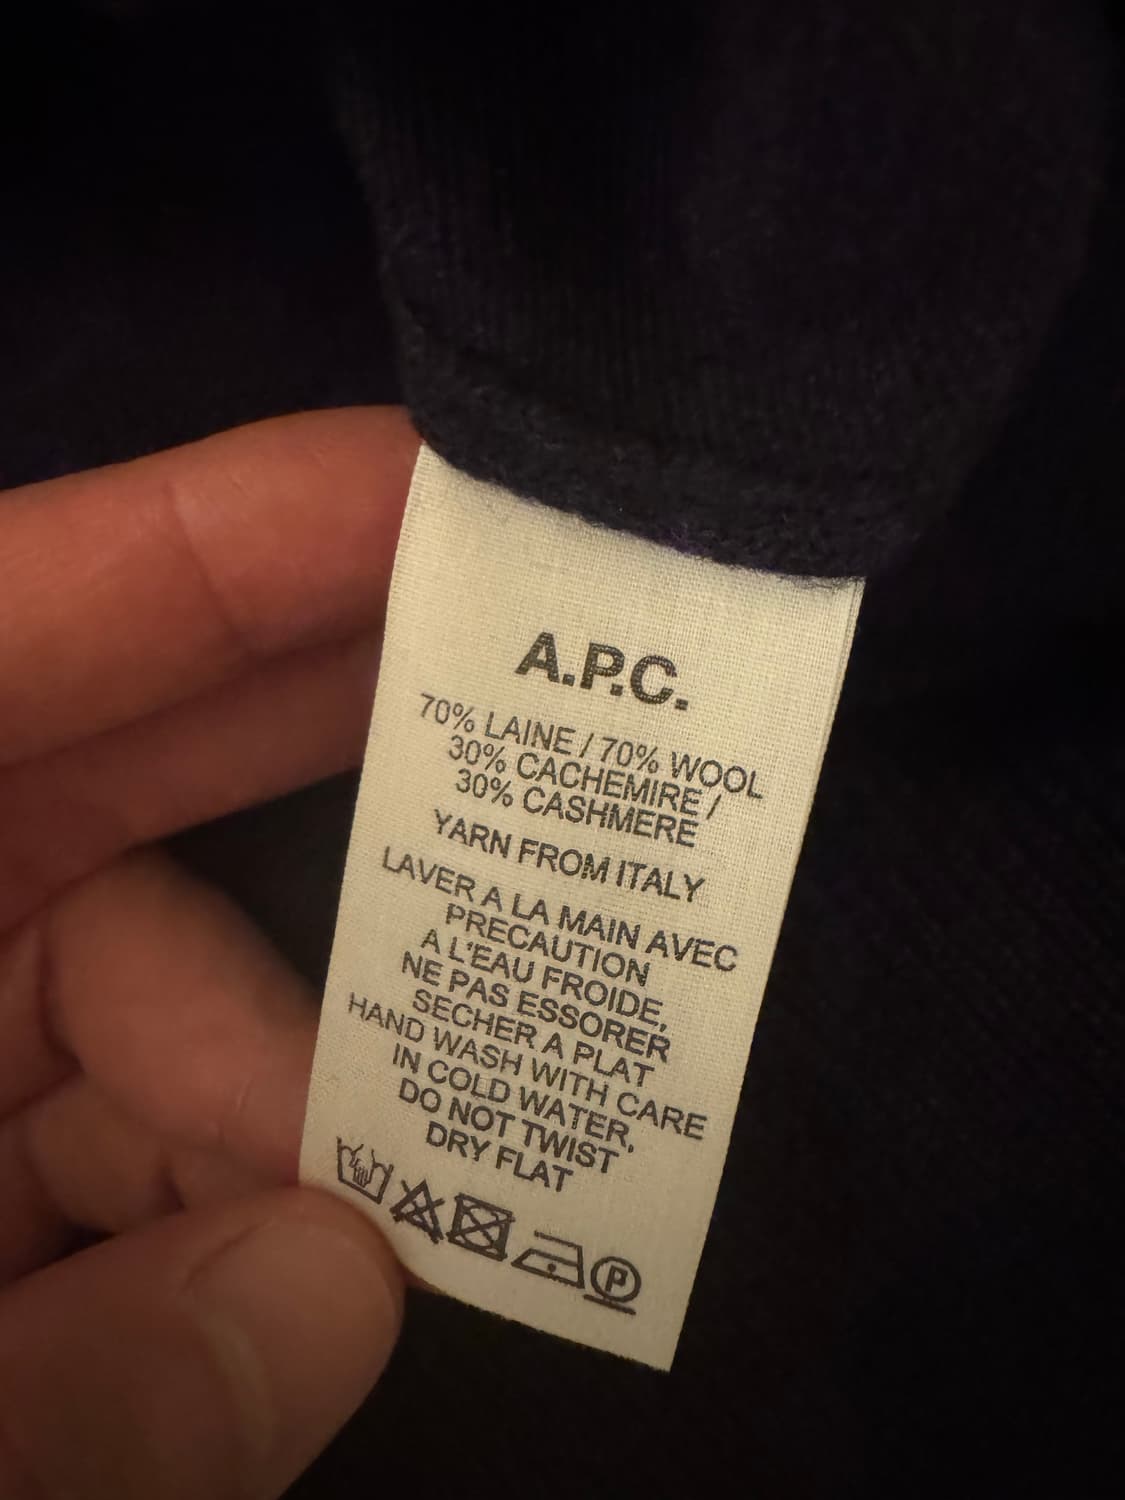 A.P.C.
70% LAINE / 70% WOOL
30% CACHEMIRE /
30% CASHMERE
YARN FROM ITALY
LAVER A LA MAIN AVEC
PRECAUTION
A L'EAU FROIDE,
NE PAS ESSORER
SECHER A PLAT
HAND WASH WITH CARE
IN COLD WATER,
DO NOT TWIST
DRY FLAT
P